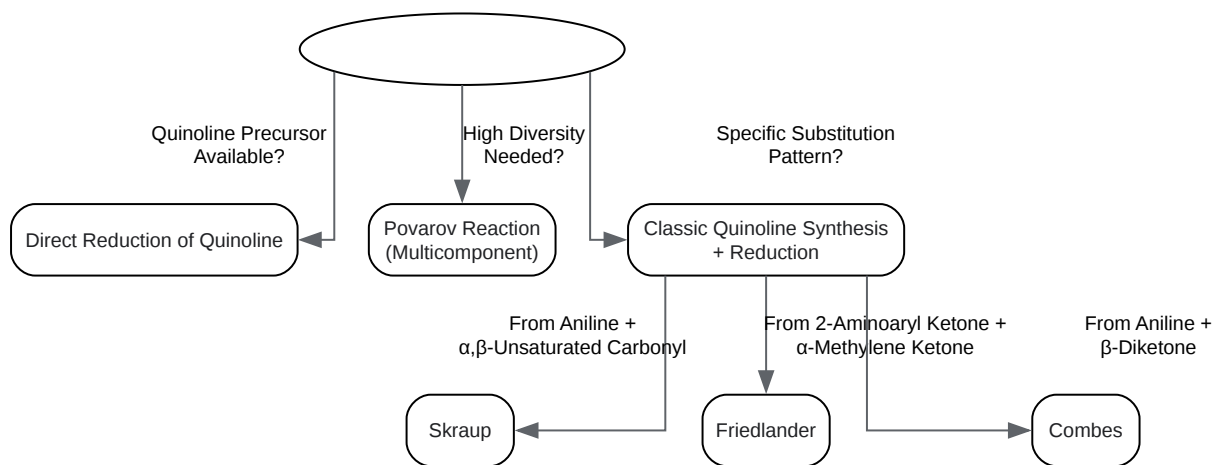 Quinoline Precursor
Available?
High Diversity
Needed?
Specific Substitution
Pattern?
Direct Reduction of Quinoline
Povarov Reaction
(Multicomponent)
Classic Quinoline Synthesis
+ Reduction
From Aniline +
α,β-Unsaturated Carbonyl
From 2-Aminoaryl Ketone +
α-Methylene Ketone
From Aniline +
β-Diketone
Skraup
Friedlander
Combes